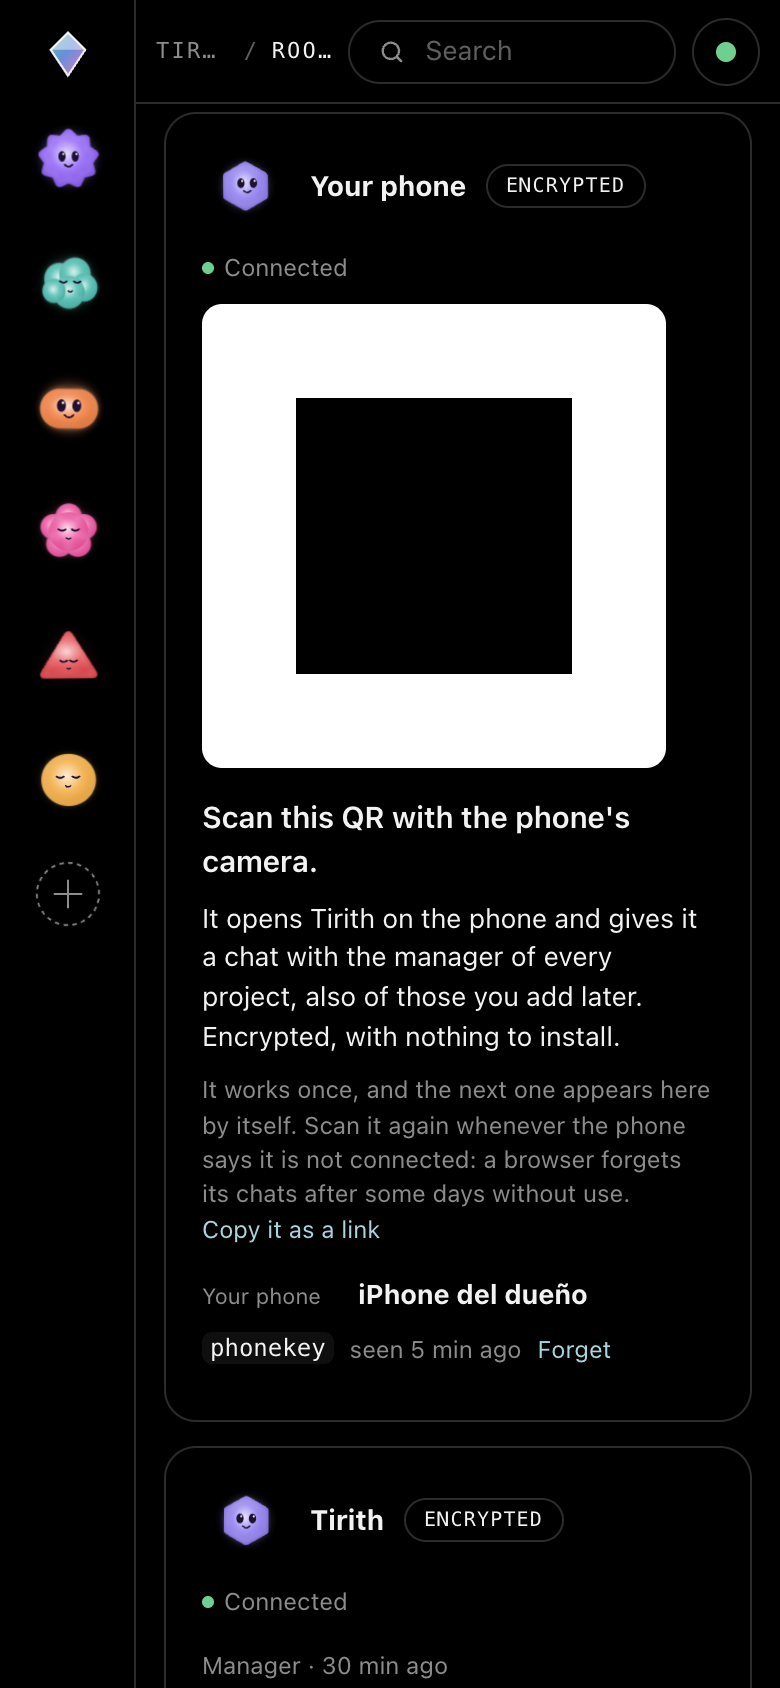 TIR… / ROO… Search
Your phone ENCRYPTED
Connected
Scan this QR with the phone's
camera.
It opens Tirith on the phone and gives it
a chat with the manager of every
project, also of those you add later.
Encrypted, with nothing to install.
It works once, and the next one appears here
by itself. Scan it again whenever the phone
says it is not connected: a browser forgets
its chats after some days without use.
Copy it as a link
Your phone iPhone del dueño
phonekey seen 5 min ago Forget
Tirith ENCRYPTED
Connected
Manager · 30 min ago